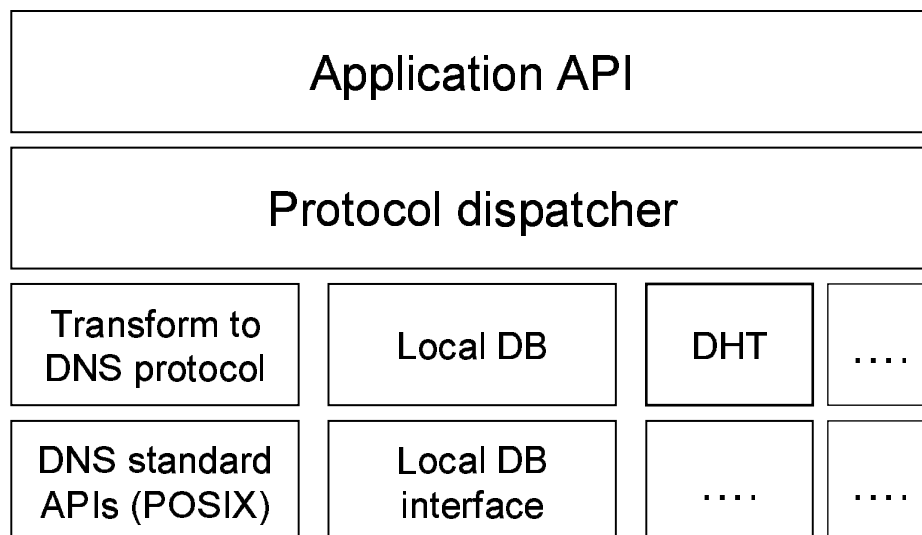 Application API
Protocol dispatcher
Transform to
DNS protocol
Local DB
DHT
....
DNS standard
APIs (POSIX)
Local DB
interface
....
....